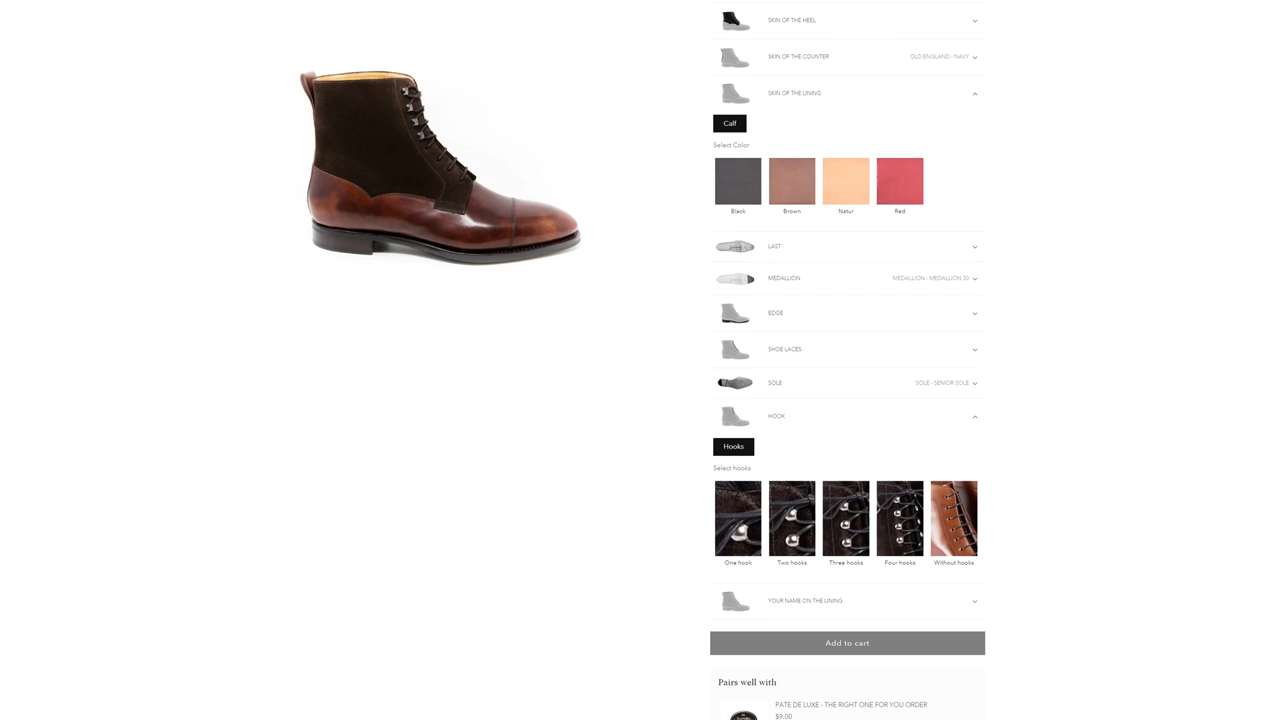 SKIN OF THE HEEL
SKIN OF THE COUNTER OLD ENGLAND - NAVY
SKIN OF THE LINING
Calf
Select Color
Black Brown Natur Red
LAST
MEDALLION MEDALLION - MEDALLION 30
EDGE
SHOE LACES
SOLE SOLE - SENIOR SOLE
HOOK
Hooks
Select hooks
One hook Two hooks Three hooks Four hooks Without hooks
YOUR NAME ON THE LINING
Add to cart
Pairs well with
PATE DE LUXE - THE RIGHT ONE FOR YOU ORDER
$9.00